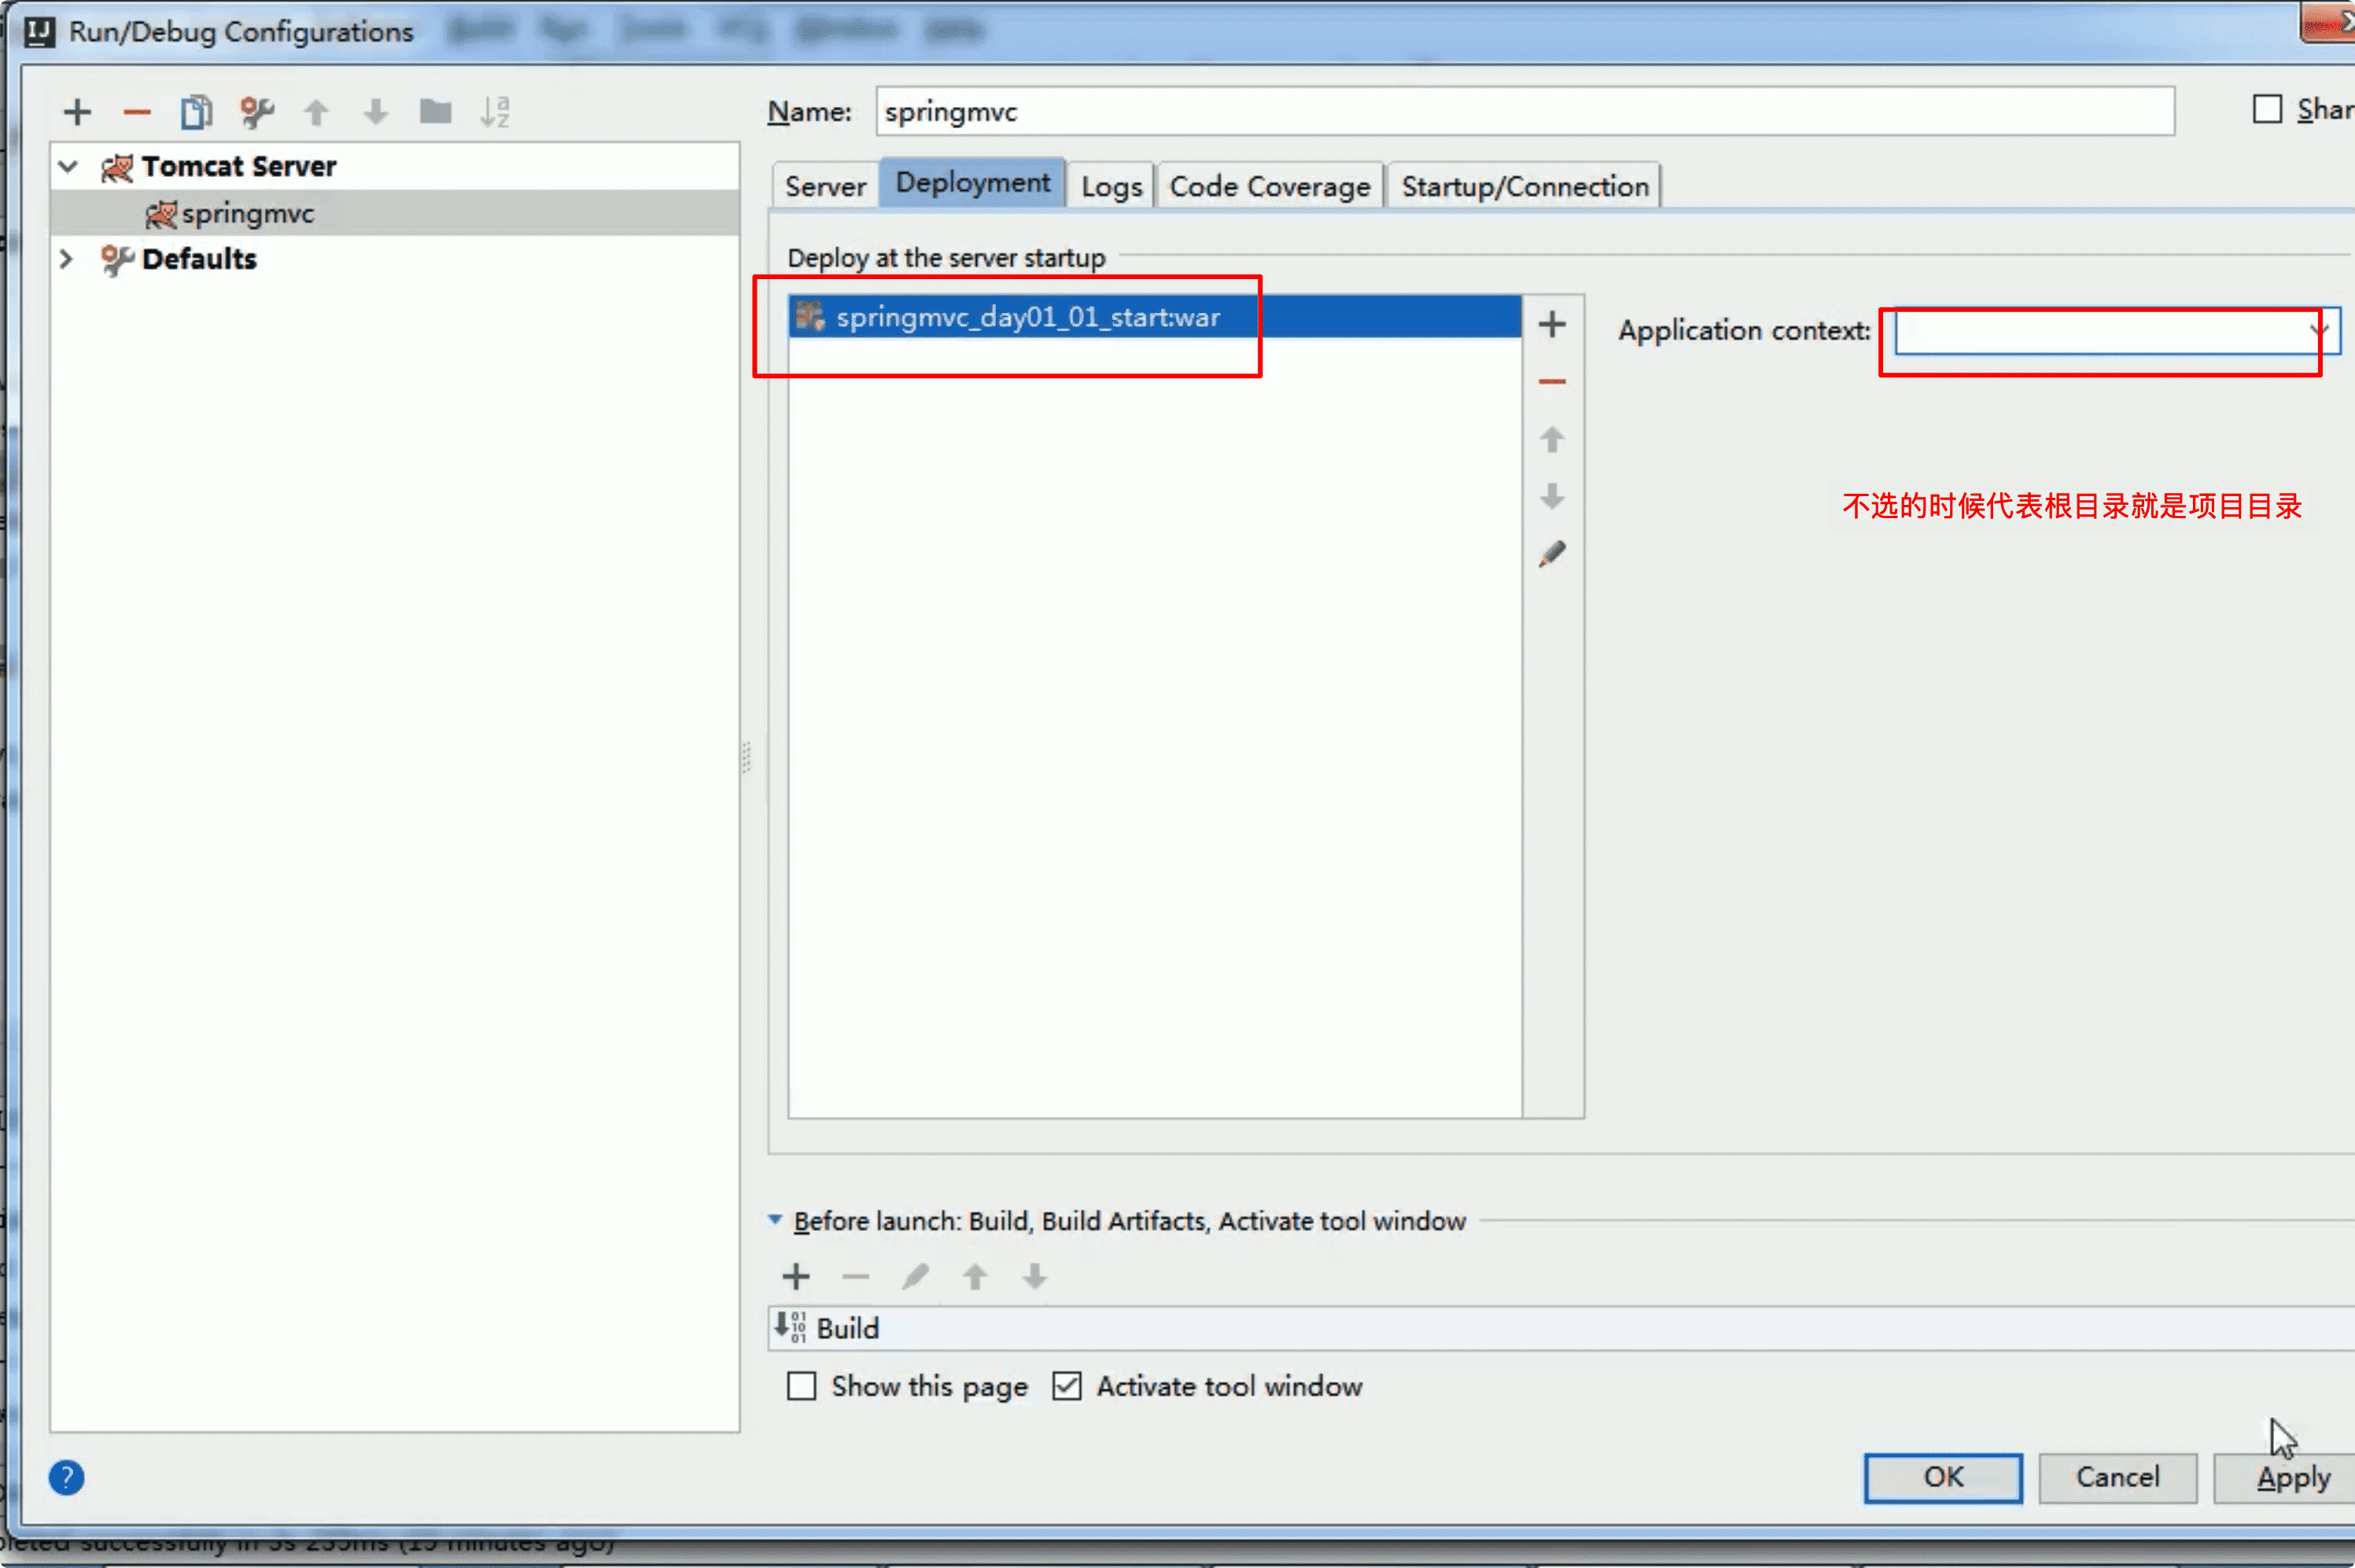 Run/Debug Configurations
Name: springmvc
Shar
Tomcat Server
springmvc
Defaults
Server Deployment Logs Code Coverage Startup/Connection
Deploy at the server startup
springmvc_day01_01_start:war
Application context:
不选的时候代表根目录就是项目目录
Before launch: Build, Build Artifacts, Activate tool window
Build
Show this page Activate tool window
OK Cancel Apply
successfully in 3s 255ms (15 minutes ago)